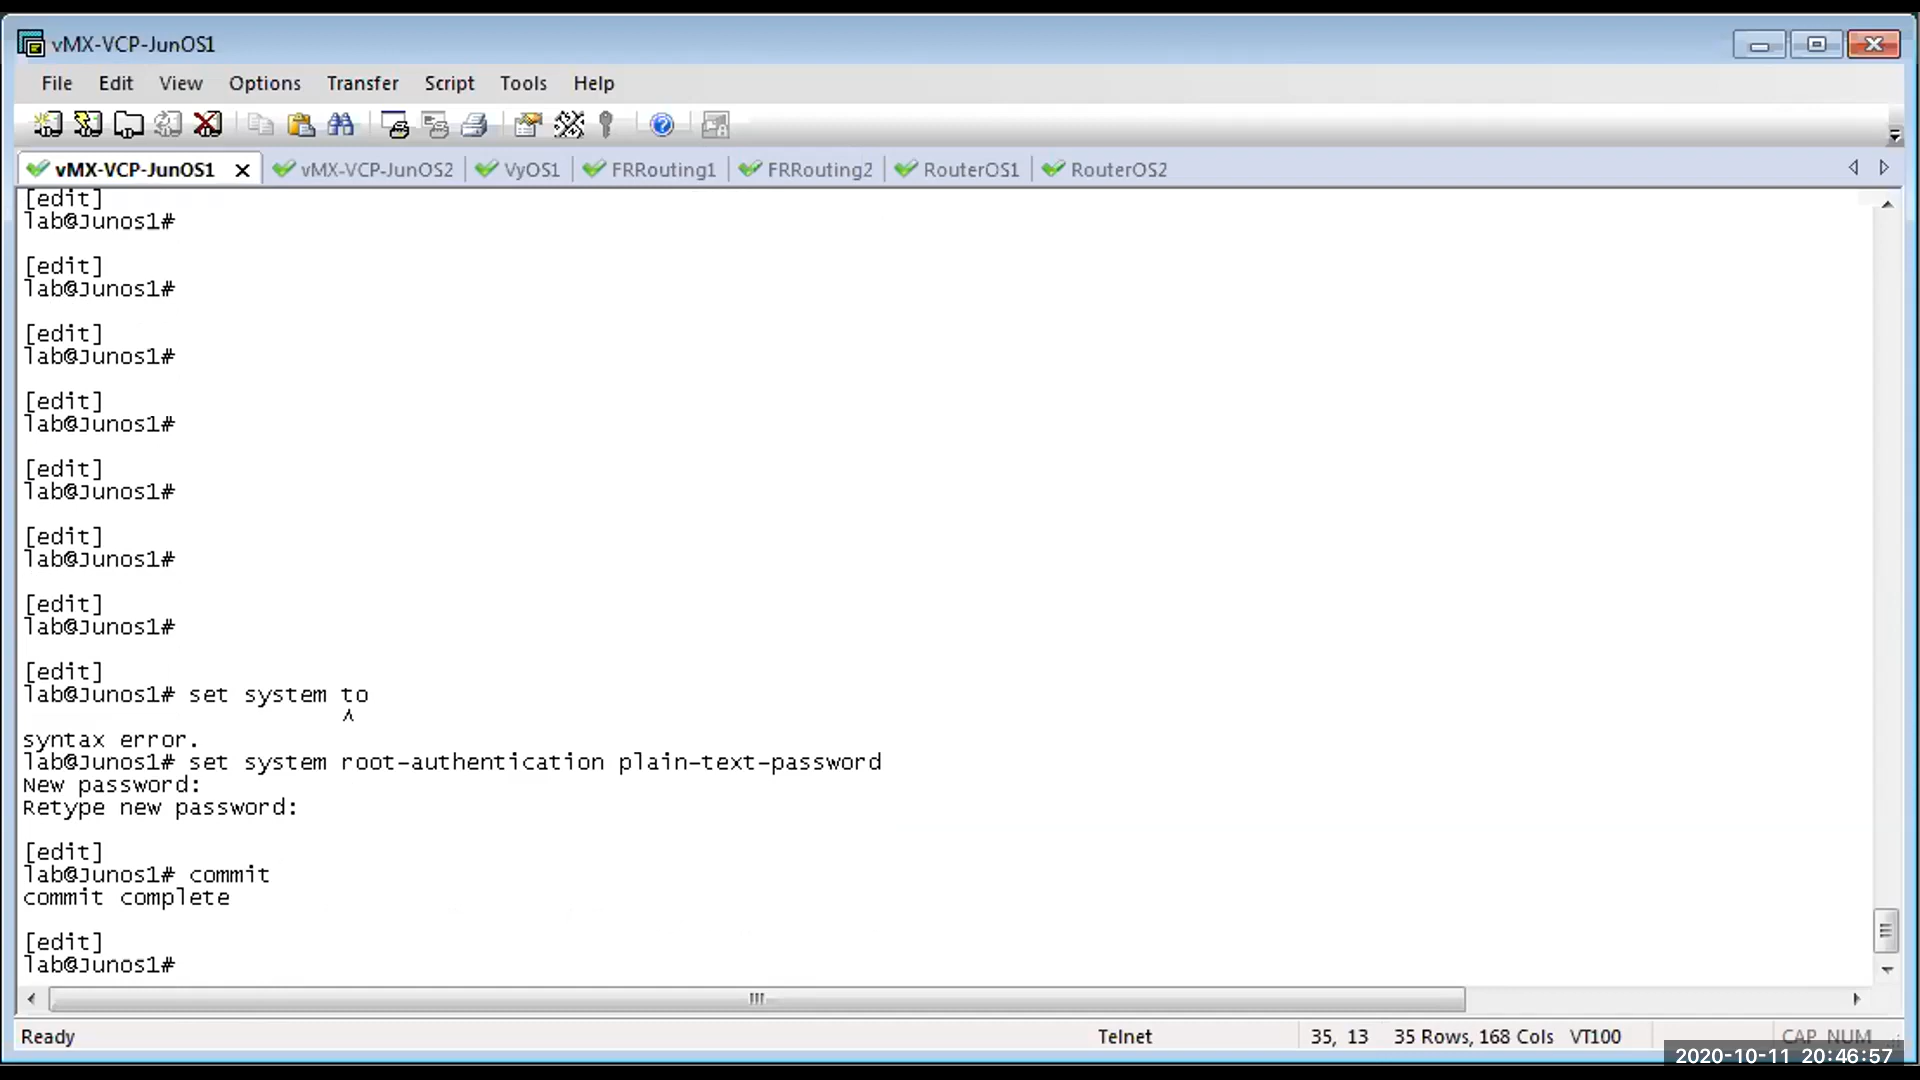 vMX-VCP-JunOS1
File Edit View Options Transfer Script Tools Help
vMX-VCP-JunOS1 vMX-VCP-JunOS2 VyOS1 FRRouting1 FRRouting2 RouterOS1 RouterOS2
[edit]
lab@Junos1#
[edit]
lab@Junos1#
[edit]
lab@Junos1#
[edit]
lab@Junos1#
[edit]
lab@Junos1#
[edit]
lab@Junos1#
[edit]
lab@Junos1#
[edit]
lab@Junos1# set system to
^
syntax error.
lab@Junos1# set system root-authentication plain-text-password
New password:
Retype new password:
[edit]
lab@Junos1# commit
commit complete
[edit]
lab@Junos1#
Ready Telnet 35, 13 35 Rows, 168 Cols VT100 CAP NUM
2020-10-11 20:46:57